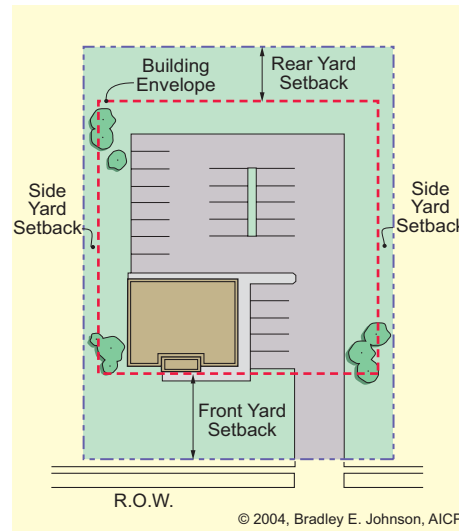 Building
Envelope
Rear Yard
Setback
Side
Yard
Setback
Side
Yard
Setback
Front Yard
Setback
R.O.W.
© 2004, Bradley E. Johnson, AICP